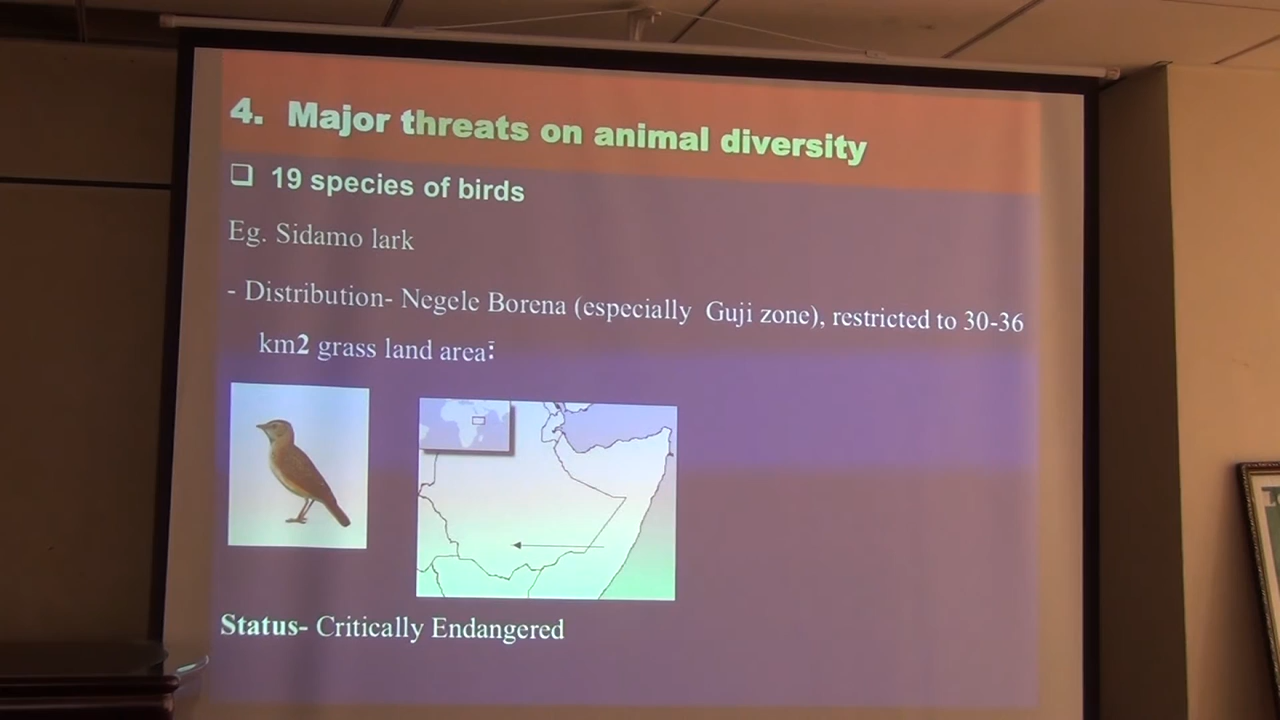 4. Major threats on animal diversity
❑ 19 species of birds
Eg. Sidamo lark
- Distribution- Negele Borena (especially Guji zone), restricted to 30-36
km2 grass land area፡
Status- Critically Endangered